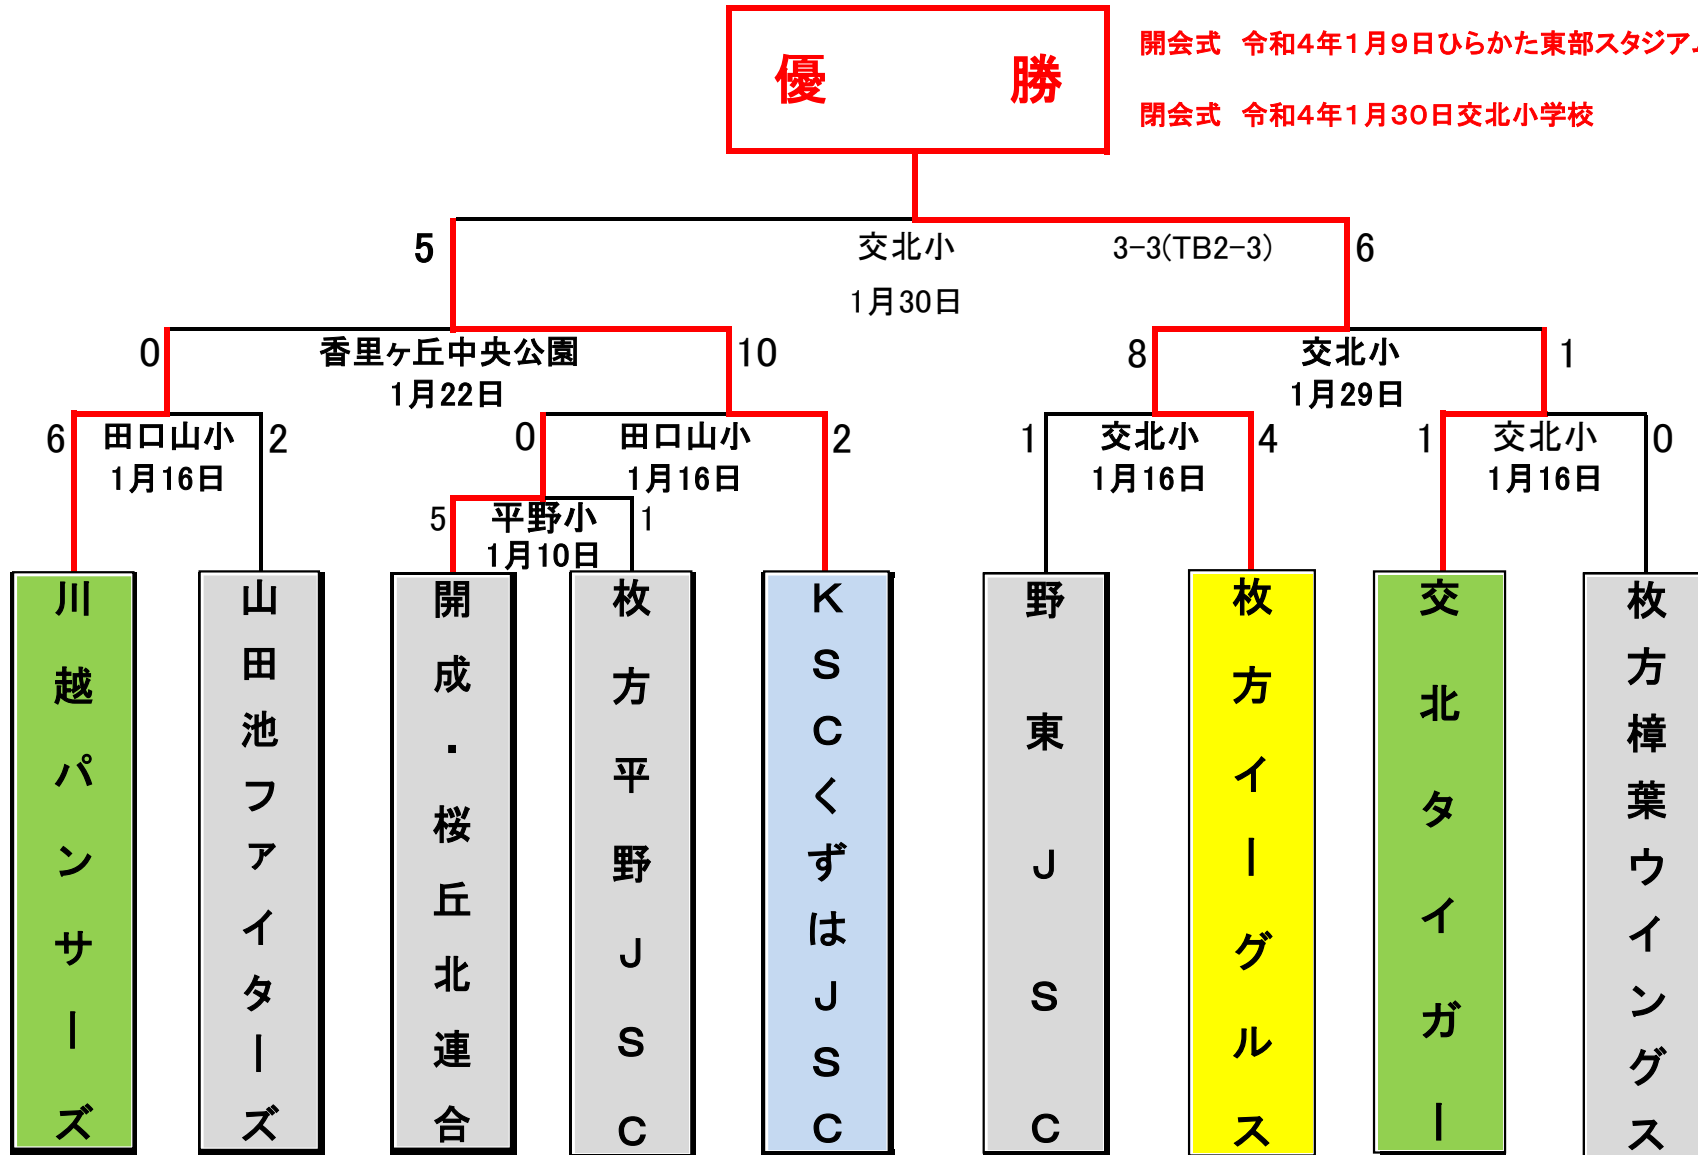 優 勝
開会式 令和4年1月9日ひらかた東部スタジア
閉会式 令和4年1月30日交北小学校
5 交北小 3-3(TB2-3) 6
1月30日
0 香里ヶ丘中央公園 10
1月22日
8 交北小 1
1月29日
6 田口山小 2
1月16日
0 田口山小 2
1月16日
1 交北小 4
1月16日
1 交北小 0
1月16日
5 平野小 1
1月10日
川越パンサーズ
山田池ファイターズ
開成・桜丘北連合
枚方平野JSC
KSCくずはJSC
野東JSC
枚方イーグルス
交北タイガー
枚方樟葉ウイングス